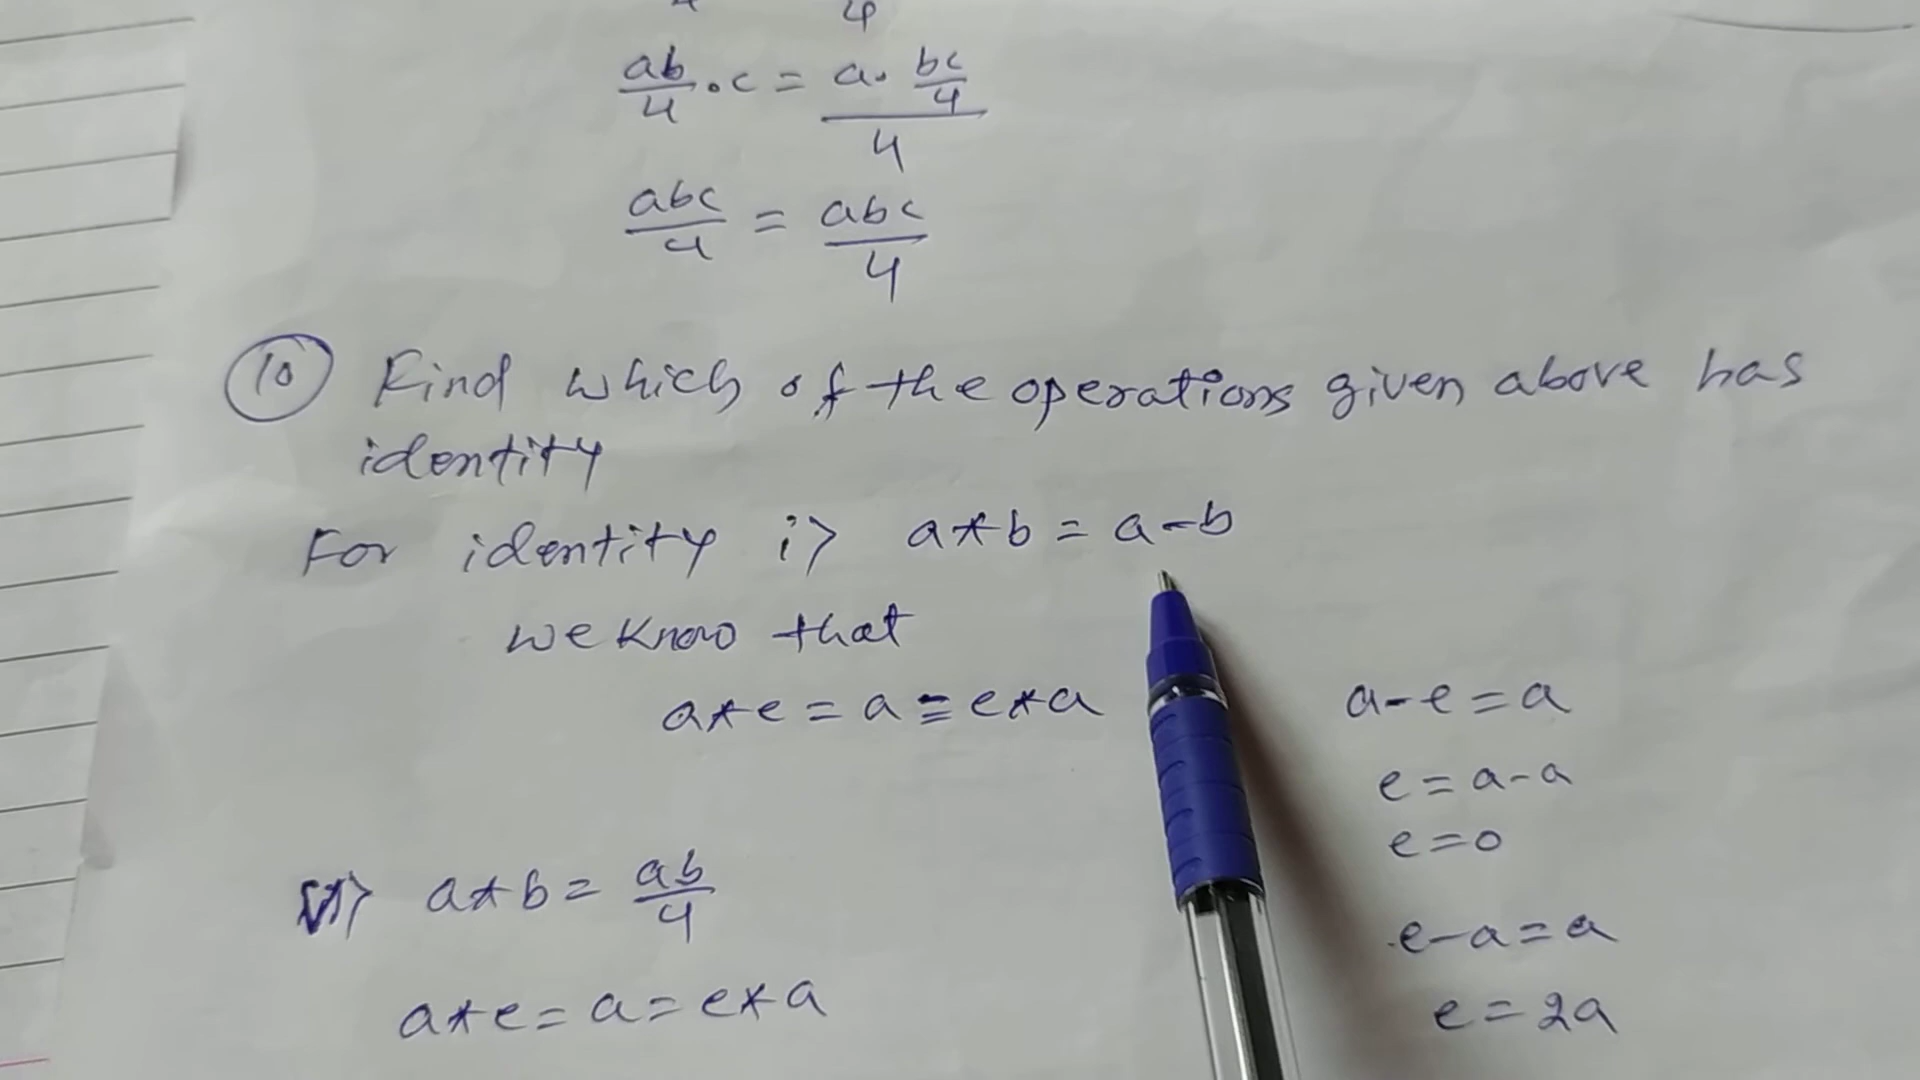 4
ab/4 . c = (a. bc/4)/4
abc/4 = abc/4
10 Find which of the operations given above has
identity
For identity i> a*b = a-b
we know that
a*e = a = e*a
a-e=a
e=a-a
e=0
a*b = ab/4
e-a=a
a*e = a = e*a
e=2a